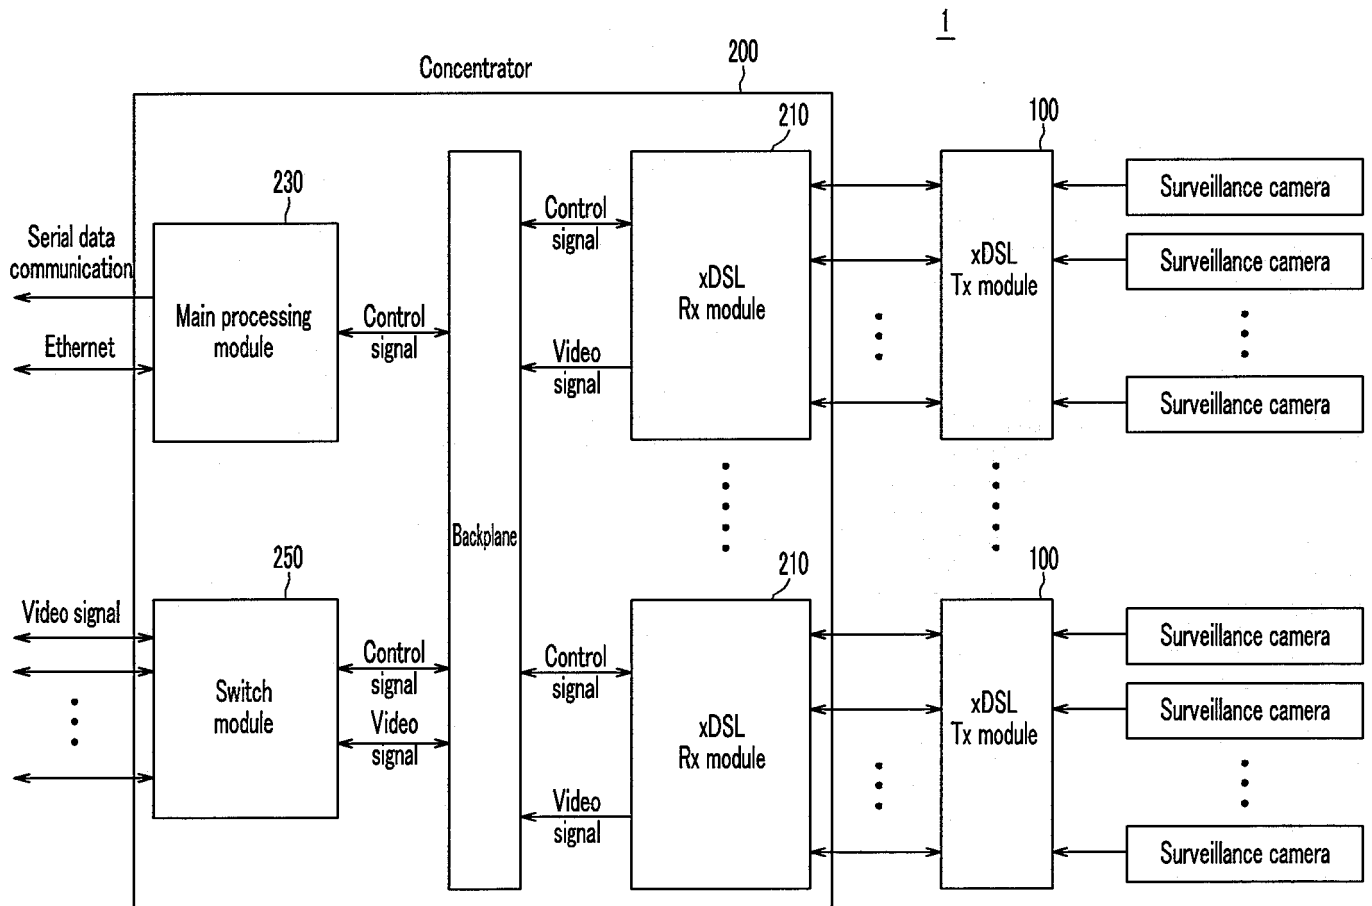 1
Concentrator
200
210
100
230
Surveillance camera
Control
signal
Serial data
communication
Surveillance camera
xDSL
Rx module
xDSL
Tx module
Main processing
module
Control
signal
Ethernet
Video
signal
Surveillance camera
Backplane
250
210
100
Video signal
Surveillance camera
Control
signal
Control
signal
Switch
module
Surveillance camera
xDSL
Rx module
xDSL
Tx module
Video
signal
Video
signal
Surveillance camera